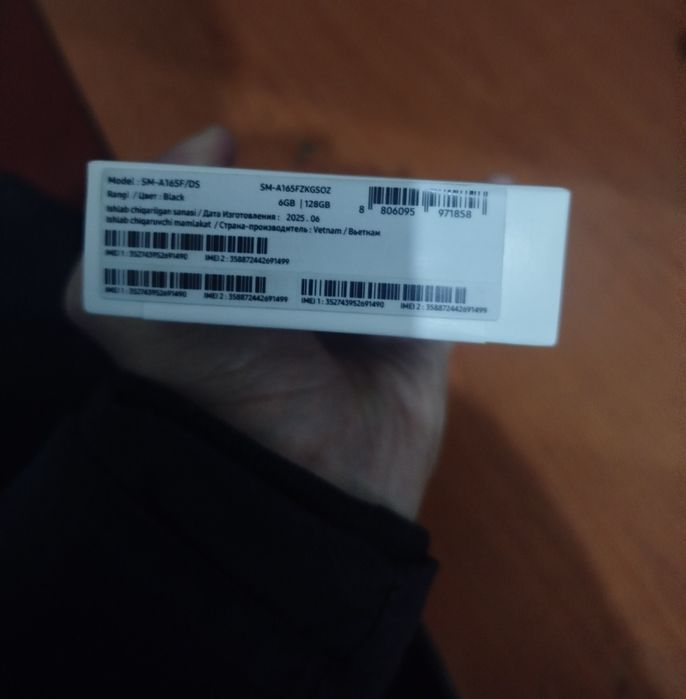 Model : SM-A165F/DS
SM-A165FZKGSOZ
Rangi / Цвет : Black
6GB | 128GB
8 806095 971858
Ishlab chiqarilgan sanasi / Дата Изготовления : 2025 . 06
Ishlab chiqaruvchi mamlakat / Страна-производитель : Vetnam / Вьетнам
IMEI 1 : 352743952691490 IMEI 2 : 358872442691499
IMEI 1 : 352743952691490 IMEI 2 : 358872442691499
IMEI 1 : 352743952691490 IMEI 2 : 358872442691499